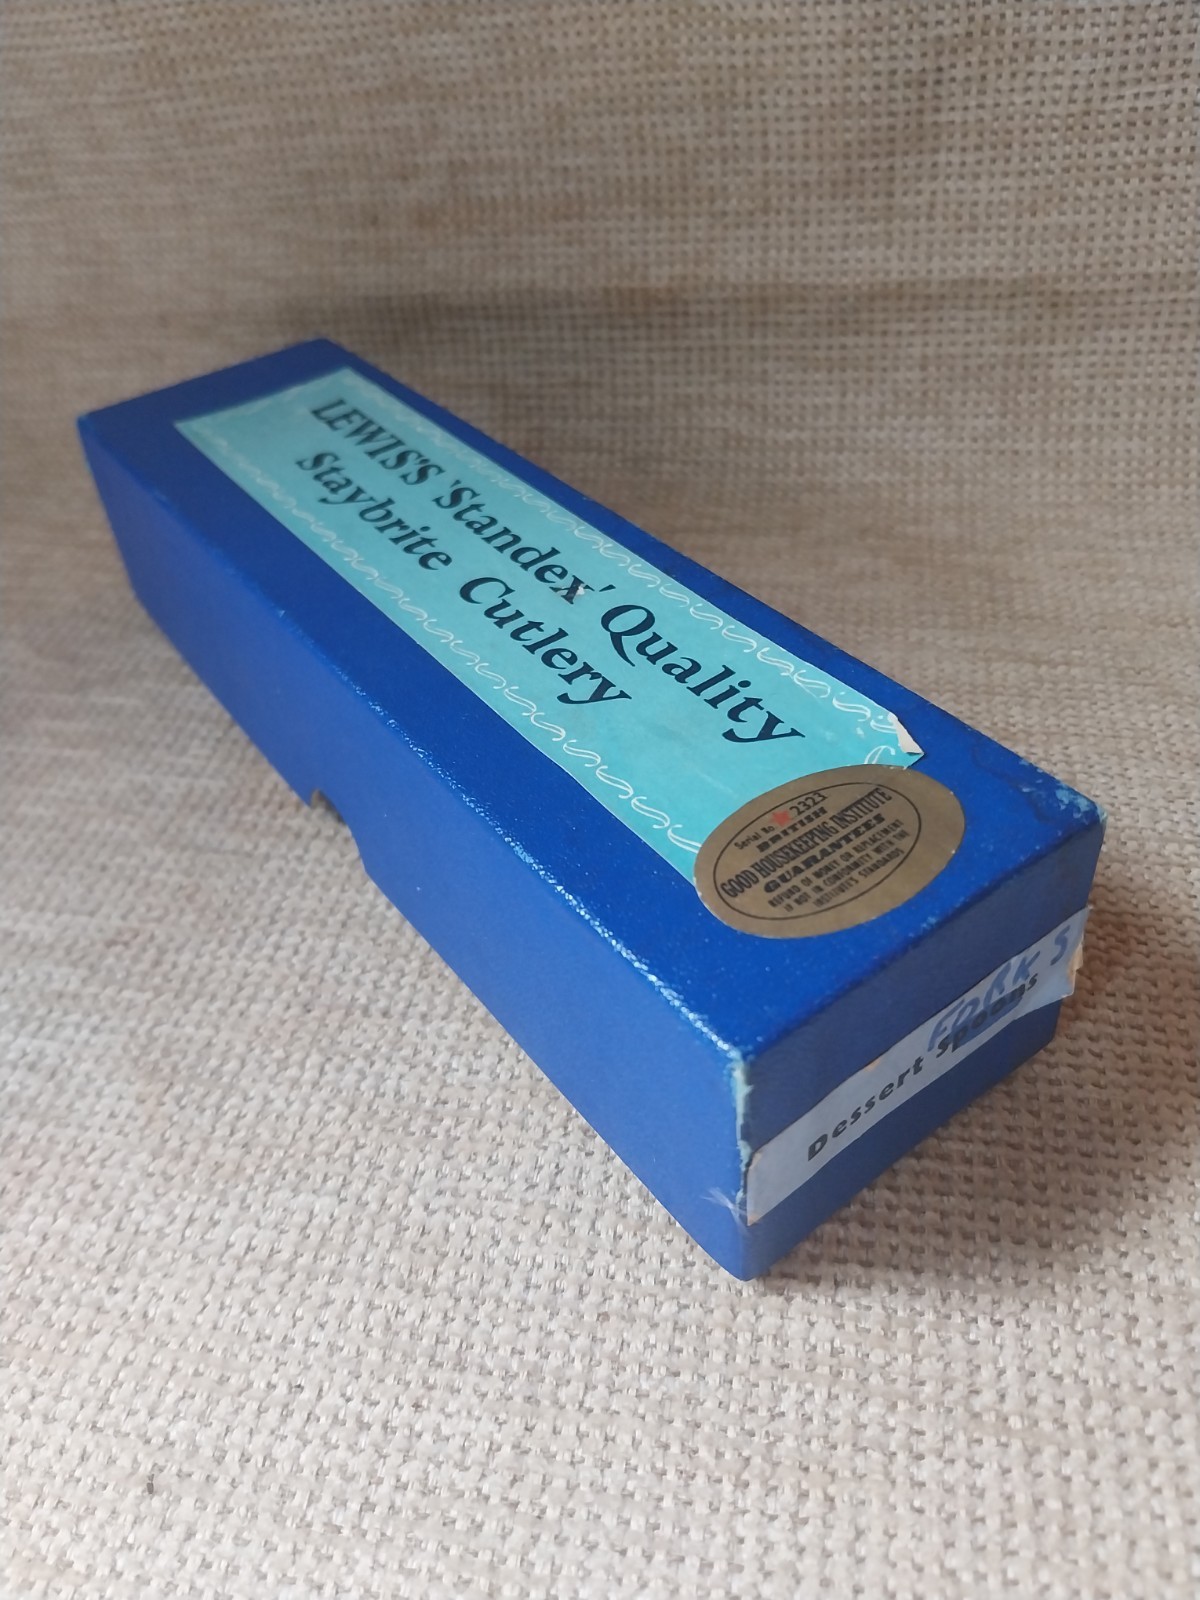 LEWIS'S 'Standex' Quality
Staybrite Cutlery
Serial No 2323
BRITISH
GOOD HOUSEKEEPING INSTITUTE
GUARANTEES
REFUND OF MONEY OR REPLACEMENT
IF NOT IN CONFORMITY WITH THE
INSTITUTE'S STANDARDS
FORKS
Dessert Spoons